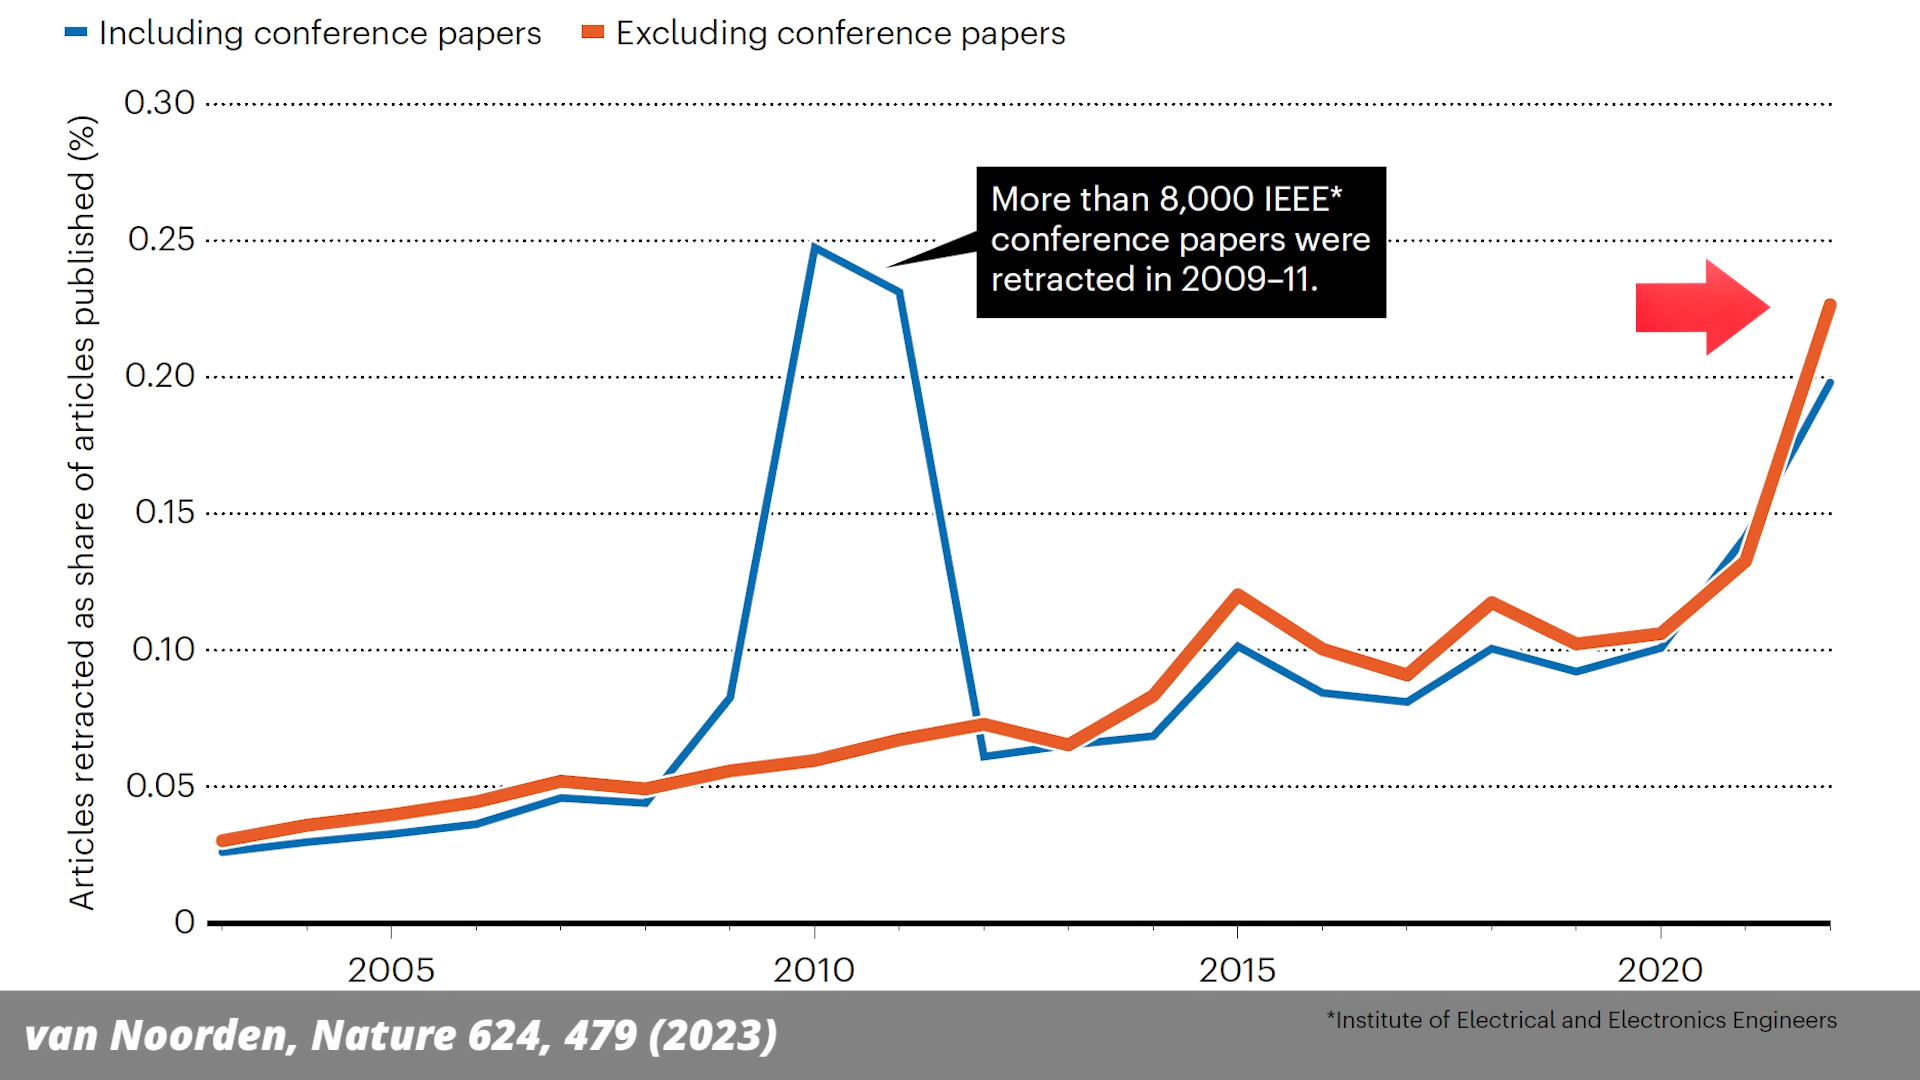 Including conference papers
Excluding conference papers
Articles retracted as share of articles published (%)
0.30
0.25
0.20
0.15
0.10
0.05
0
More than 8,000 IEEE*
conference papers were
retracted in 2009–11.
2005
2010
2015
2020
*Institute of Electrical and Electronics Engineers
van Noorden, Nature 624, 479 (2023)